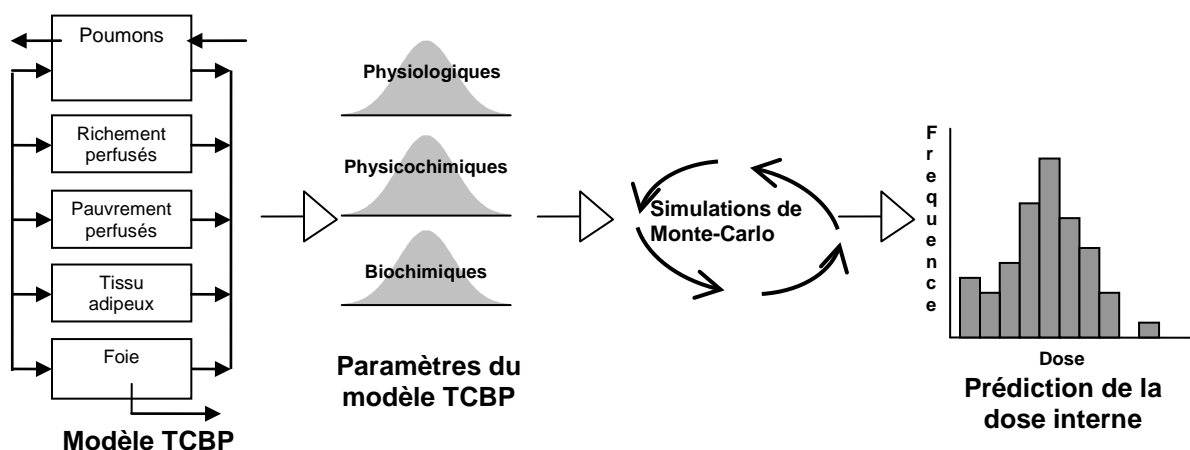 Poumons
Richement
perfusés
Pauvrement
perfusés
Tissu
adipeux
Foie
Modèle TCBP
Physiologiques
Physicochimiques
Biochimiques
Paramètres du
modèle TCBP
Simulations de
Monte-Carlo
Frequence
Dose
Prédiction de la
dose interne